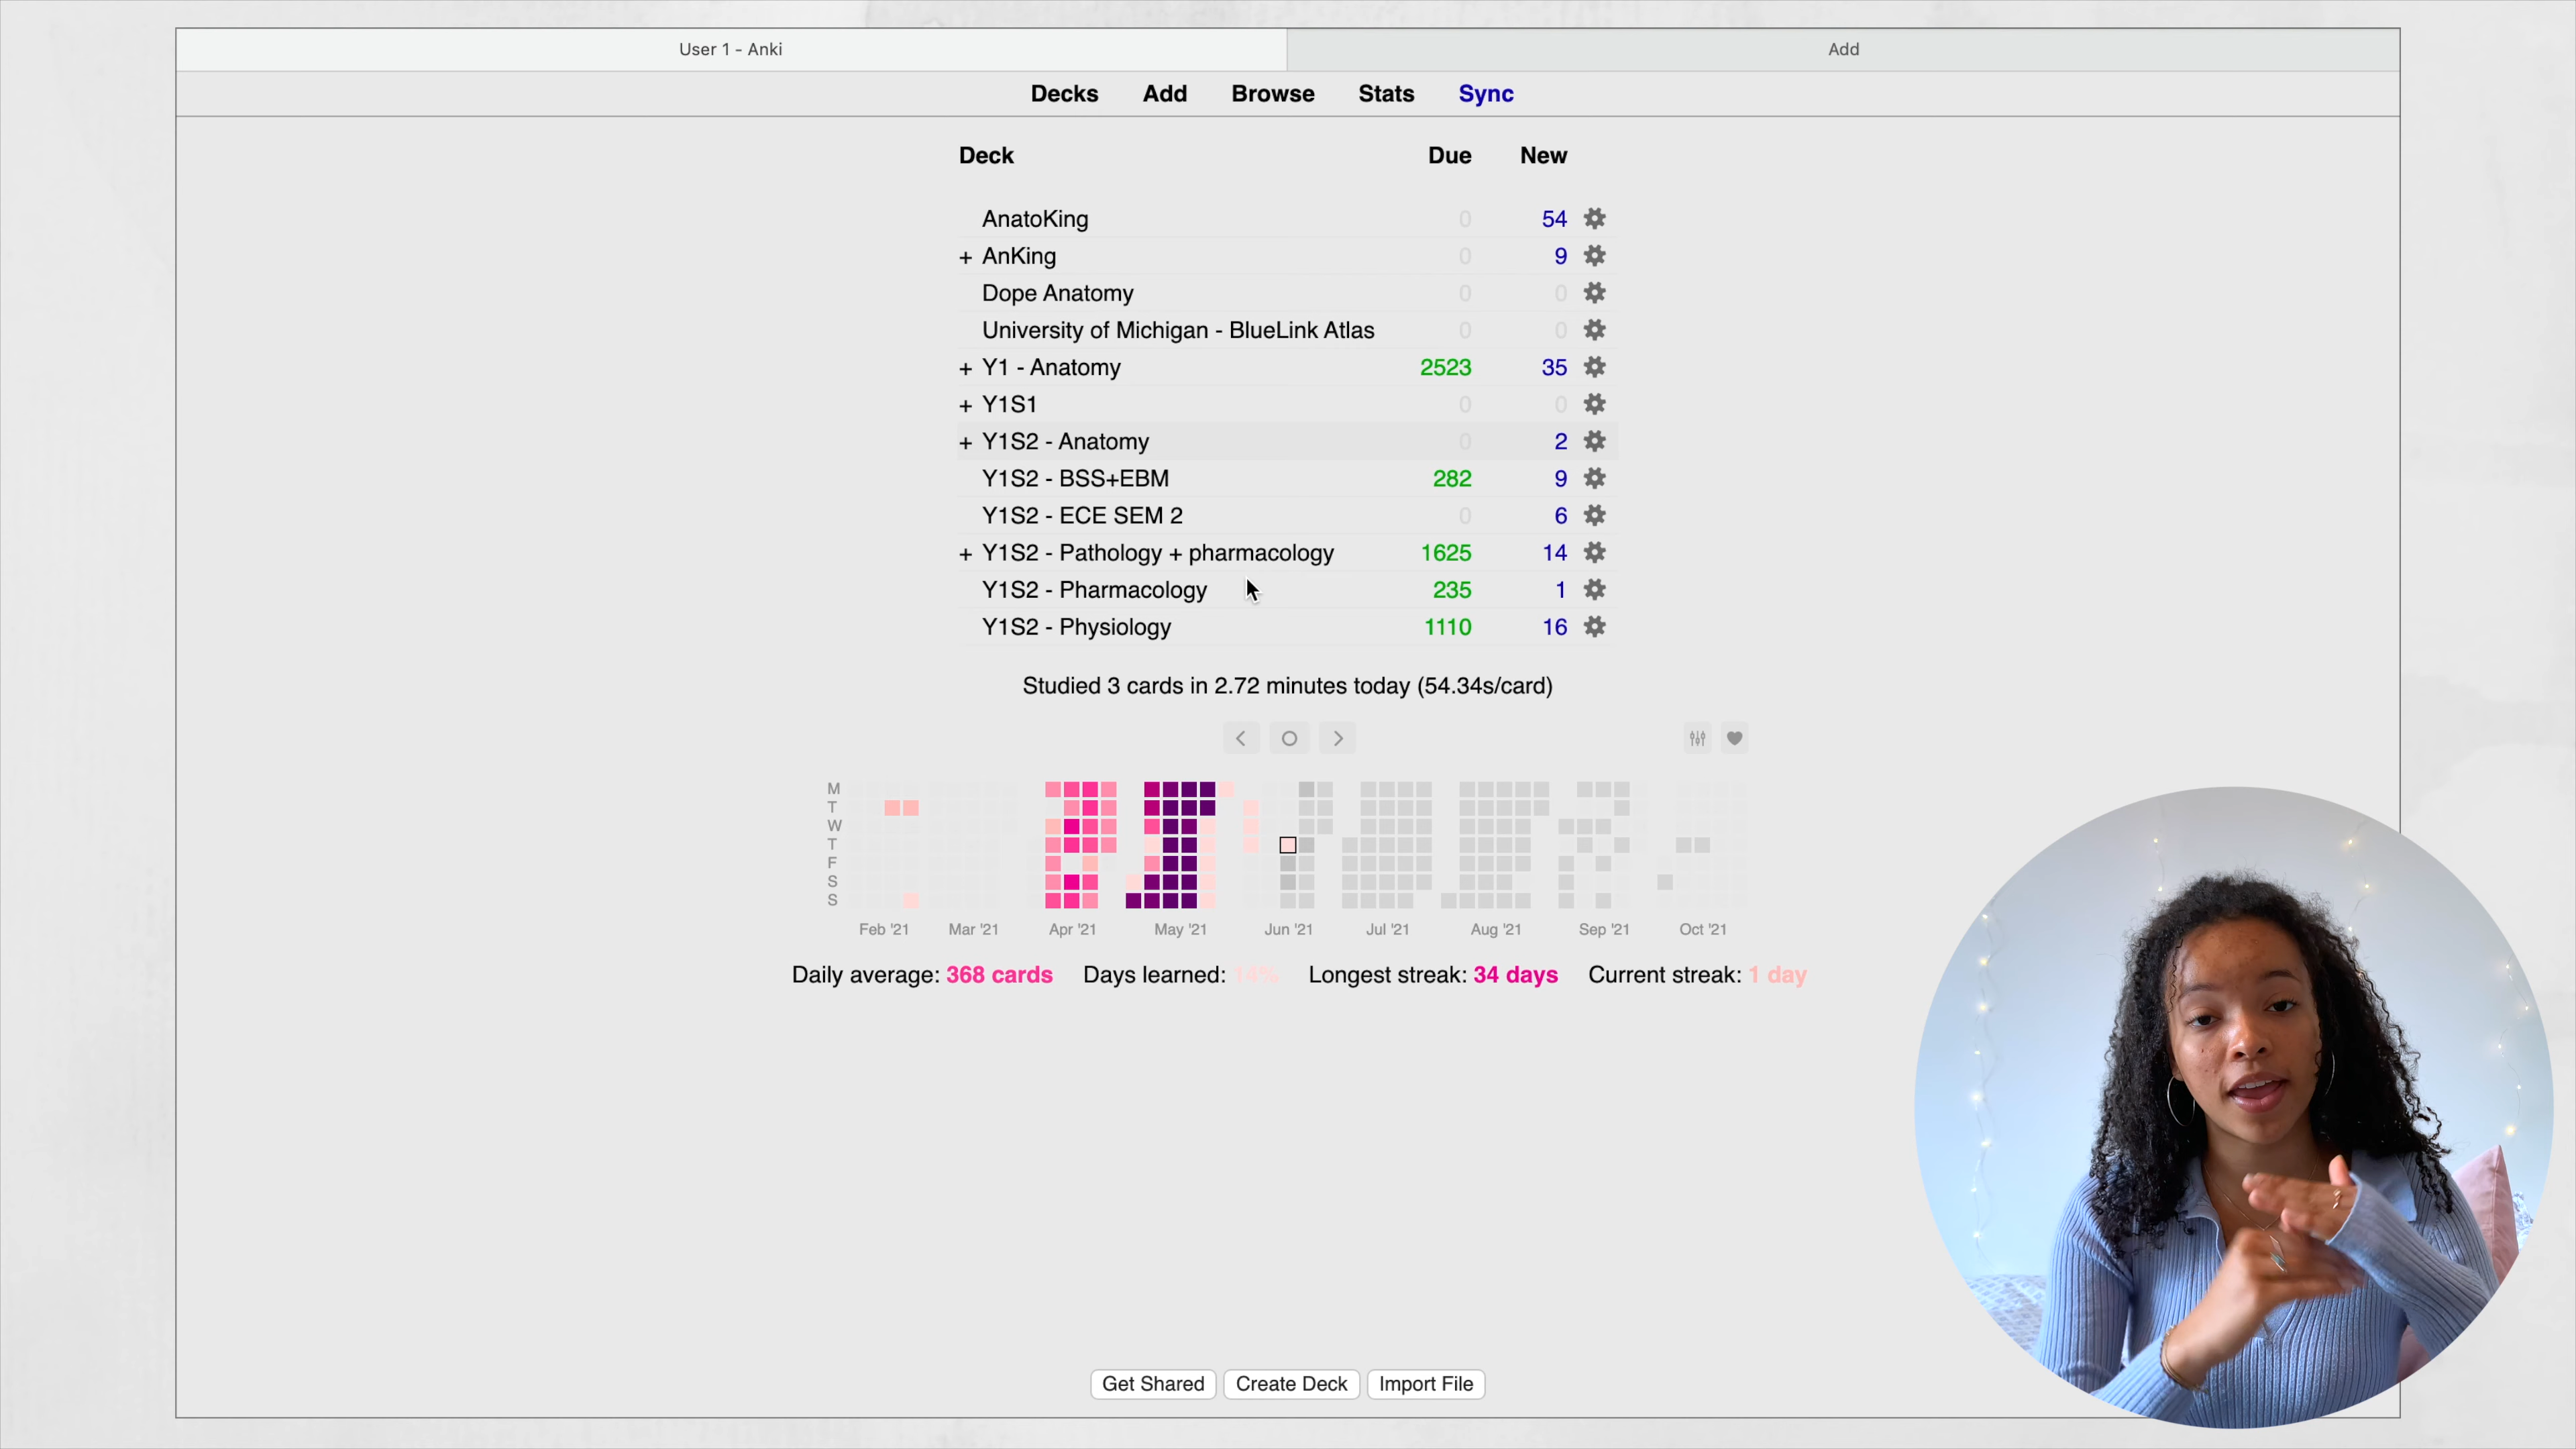 User 1 - Anki
Add
Decks Add Browse Stats Sync
Deck Due New
AnatoKing 0 54
+ AnKing 0 9
Dope Anatomy 0 0
University of Michigan - BlueLink Atlas 0 0
+ Y1 - Anatomy 2523 35
+ Y1S1 0 0
+ Y1S2 - Anatomy 0 2
Y1S2 - BSS+EBM 282 9
Y1S2 - ECE SEM 2 0 6
+ Y1S2 - Pathology + pharmacology 1625 14
Y1S2 - Pharmacology 235 1
Y1S2 - Physiology 1110 16
Studied 3 cards in 2.72 minutes today (54.34s/card)
M
T
W
T
F
S
S
Feb '21 Mar '21 Apr '21 May '21 Jun '21 Jul '21 Aug '21 Sep '21 Oct '21
Daily average: 368 cards Days learned: 14% Longest streak: 34 days Current streak: 1 day
Get Shared Create Deck Import File